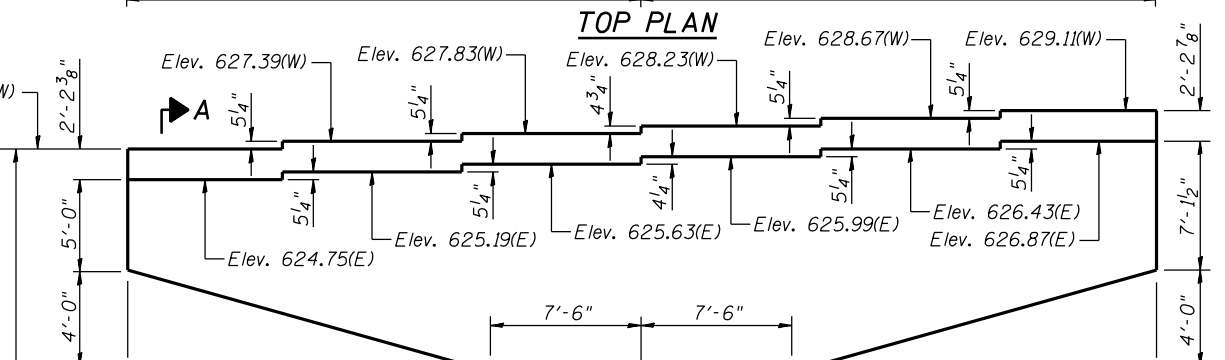 TOP PLAN
Elev. 627.39(W)
Elev. 627.83(W)
Elev. 628.23(W)
Elev. 628.67(W)
Elev. 629.11(W)
W)
2'-2 3/8"
A
5 1/4"
5 1/4"
4 3/4"
5 1/4"
5 1/4"
2'-2 7/8"
5'-0"
5 1/4"
5 1/4"
4 1/4"
5 1/4"
5 1/4"
7'-1 1/2"
Elev. 624.75(E)
Elev. 625.19(E)
Elev. 625.63(E)
Elev. 625.99(E)
Elev. 626.43(E)
Elev. 626.87(E)
4'-0"
7'-6"
7'-6"
4'-0"